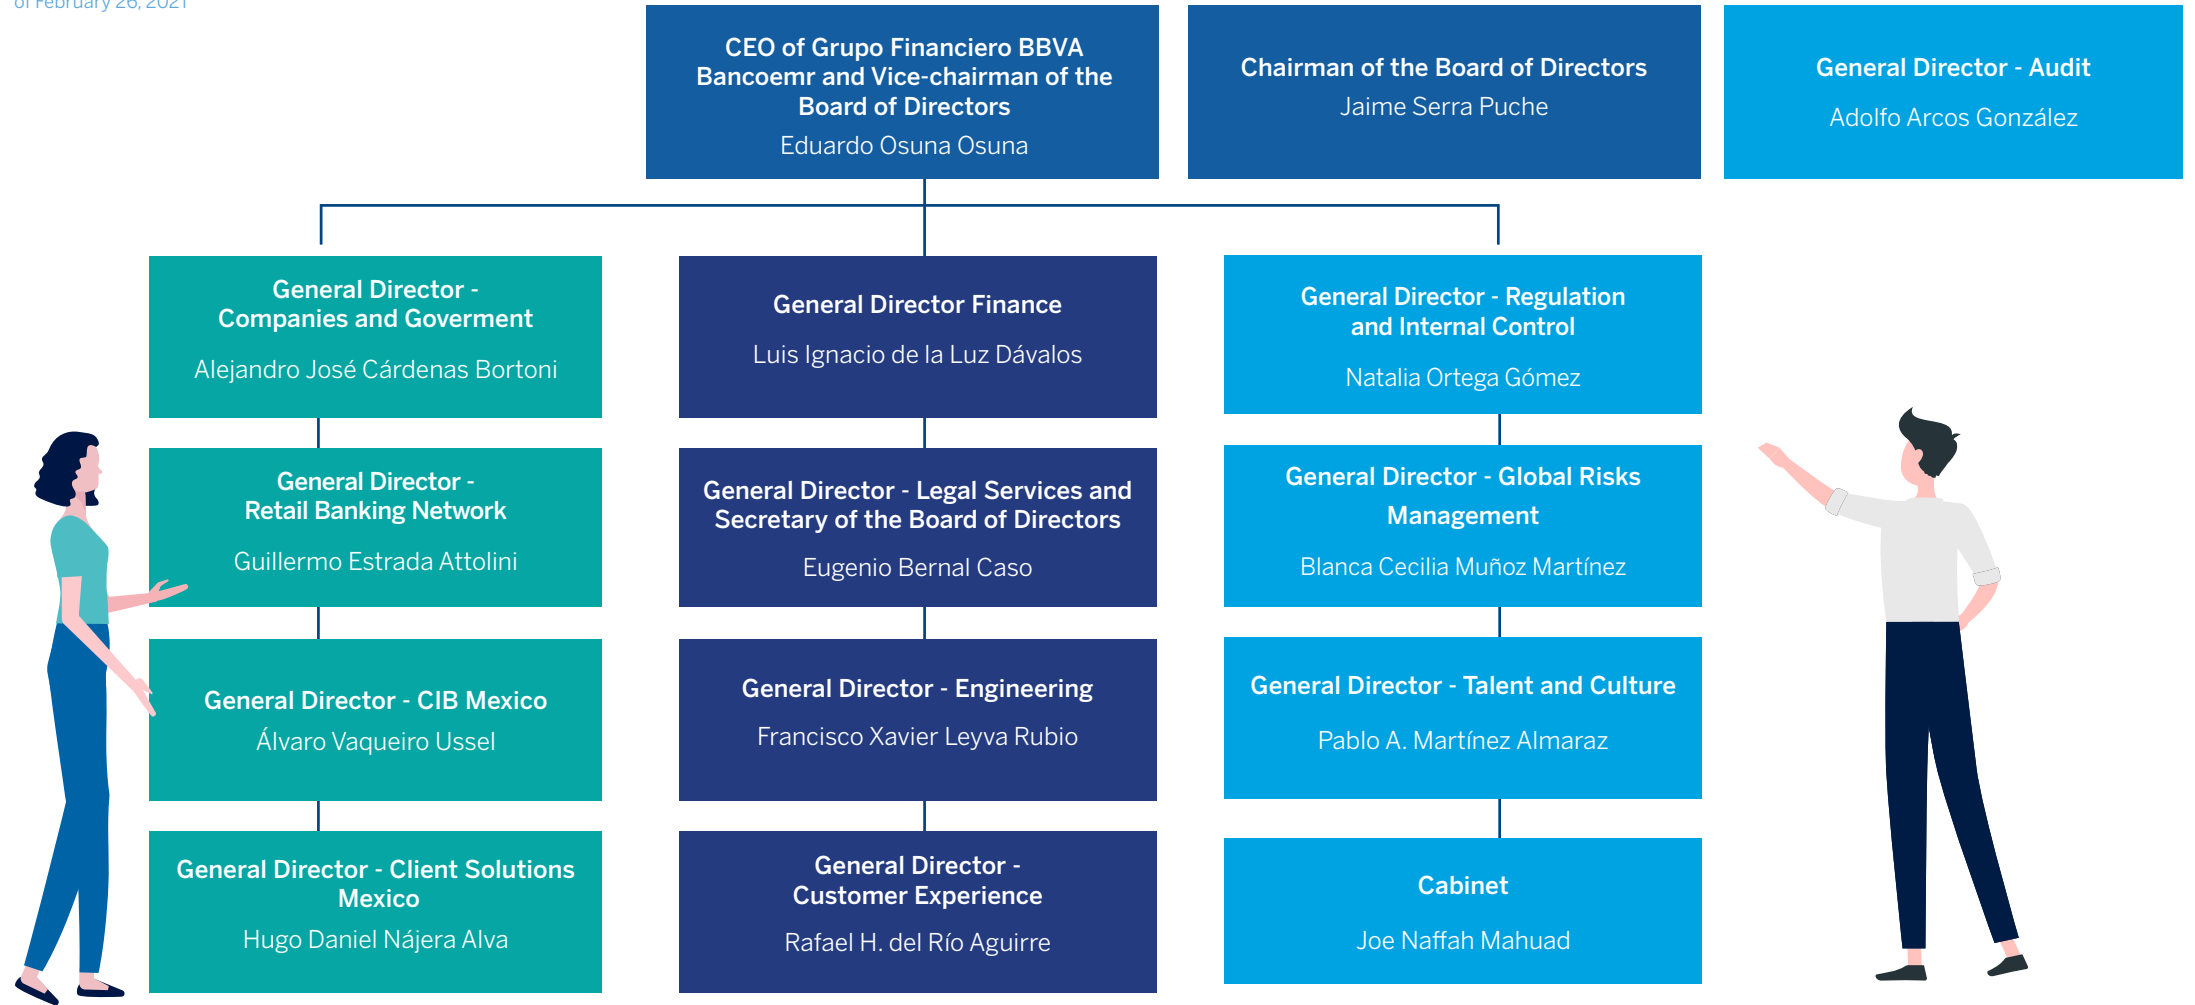 of February 26, 2021
CEO of Grupo Financiero BBVA
Bancoemr and Vice-chairman of the
Board of Directors
Eduardo Osuna Osuna
Chairman of the Board of Directors
Jaime Serra Puche
General Director - Audit
Adolfo Arcos González
General Director -
Companies and Goverment
Alejandro José Cárdenas Bortoni
General Director Finance
Luis Ignacio de la Luz Dávalos
General Director - Regulation
and Internal Control
Natalia Ortega Gómez
General Director -
Retail Banking Network
Guillermo Estrada Attolini
General Director - Legal Services and
Secretary of the Board of Directors
Eugenio Bernal Caso
General Director - Global Risks
Management
Blanca Cecilia Muñoz Martínez
General Director - CIB Mexico
Álvaro Vaqueiro Ussel
General Director - Engineering
Francisco Xavier Leyva Rubio
General Director - Talent and Culture
Pablo A. Martínez Almaraz
General Director - Client Solutions
Mexico
Hugo Daniel Nájera Alva
General Director -
Customer Experience
Rafael H. del Río Aguirre
Cabinet
Joe Naffah Mahuad